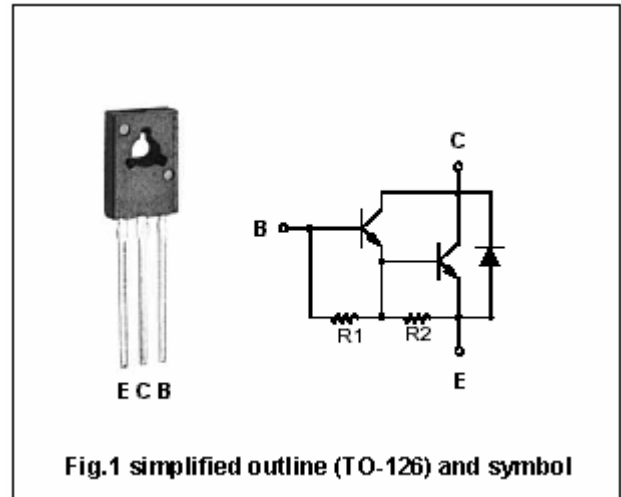 C
B
R1 R2
E
E C B
Fig.1 simplified outline (TO-126) and symbol